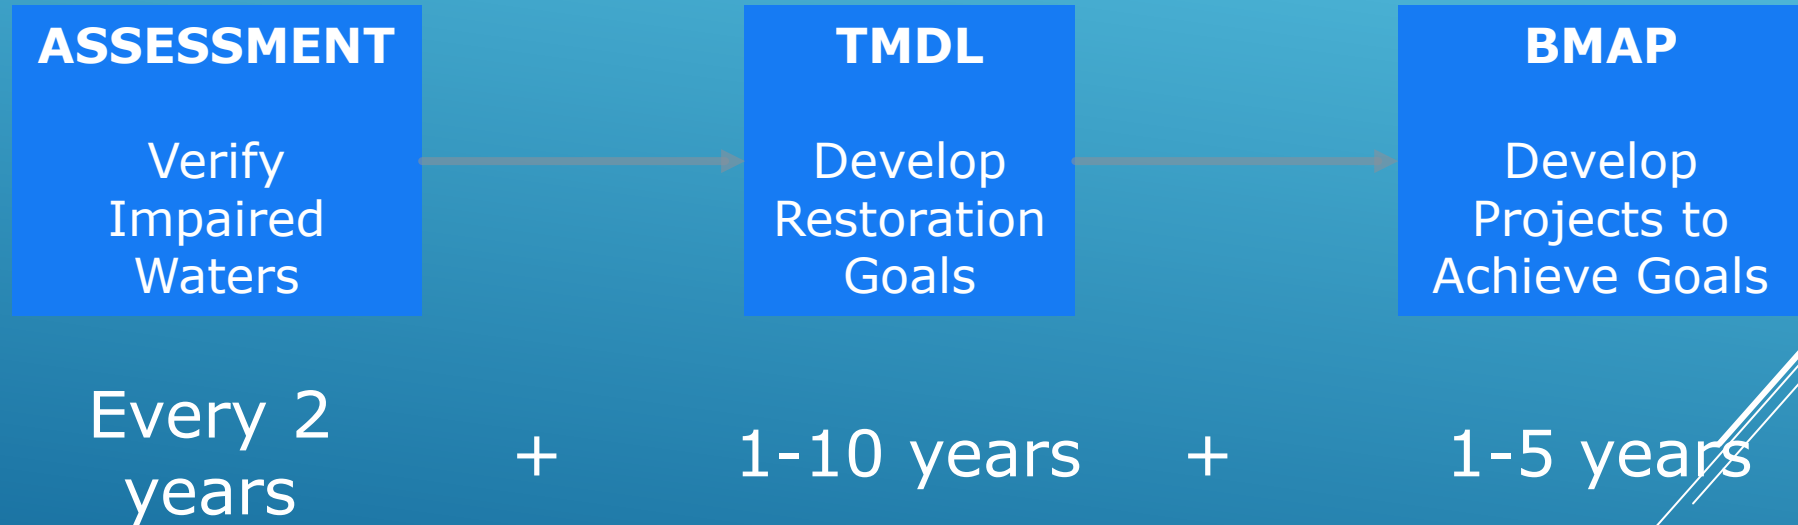 ASSESSMENT
Verify
Impaired
Waters
TMDL
Develop
Restoration
Goals
BMAP
Develop
Projects to
Achieve Goals
Every 2
years
+
1-10 years
+
1-5 years